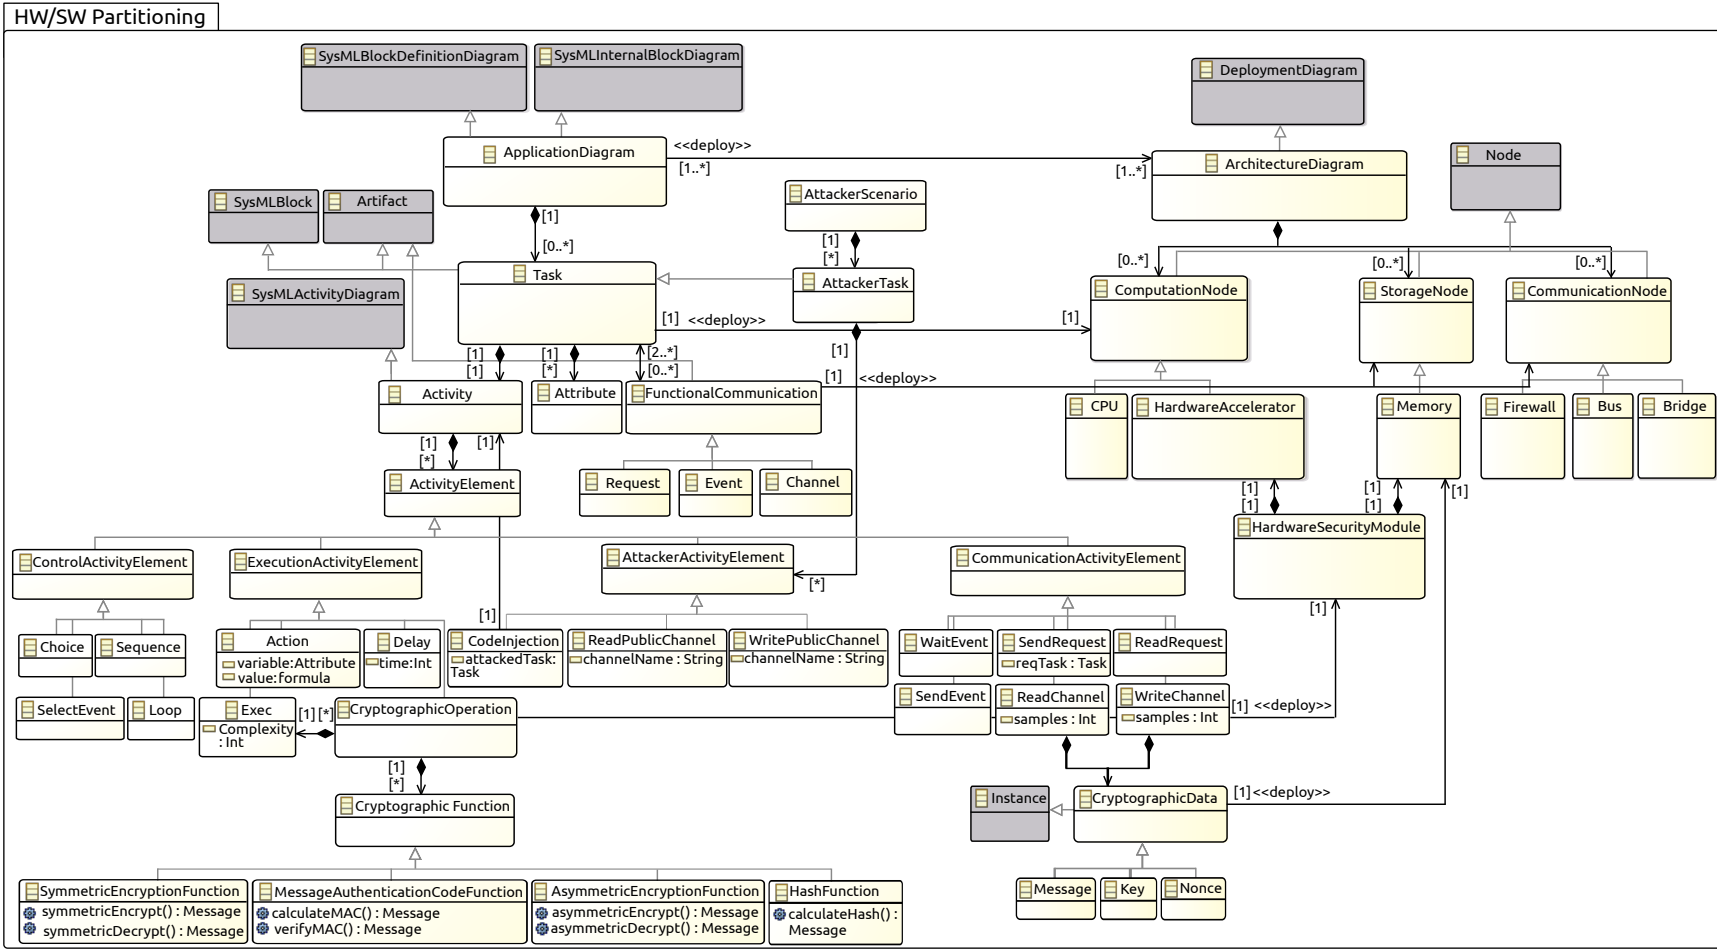 HW/SW Partitioning
SysMLBlockDefinitionDiagram
SysMLInternalBlockDiagram
DeploymentDiagram
ApplicationDiagram
<<deploy>>
[1..*]
[1..*]
ArchitectureDiagram
Node
SysMLBlock
Artifact
AttackerScenario
[1]
[0..*]
[1]
[*]
[0..*]
[0..*]
[0..*]
Task
AttackerTask
ComputationNode
StorageNode
CommunicationNode
SysMLActivityDiagram
[1] <<deploy>>
[1]
[1]
[1]
[1]
[1]
[*]
[2..*]
[0..*]
[1] <<deploy>>
Activity
Attribute
FunctionalCommunication
CPU
HardwareAccelerator
Memory
Firewall
Bus
Bridge
[1]
[*]
[1]
ActivityElement
Request
Event
Channel
[1]
[1]
[1]
[1]
[1]
HardwareSecurityModule
ControlActivityElement
ExecutionActivityElement
AttackerActivityElement
[*]
CommunicationActivityElement
[1]
[1]
Choice
Sequence
Action
variable:Attribute
value:formula
Delay
time:Int
CodeInjection
attackedTask:
Task
ReadPublicChannel
channelName : String
WritePublicChannel
channelName : String
WaitEvent
SendRequest
reqTask : Task
ReadRequest
SelectEvent
Loop
Exec
Complexity
: Int
[1]
[*]
CryptographicOperation
SendEvent
ReadChannel
samples : Int
WriteChannel
samples : Int
[1] <<deploy>>
[1]
[*]
Cryptographic Function
Instance
CryptographicData
[1]<<deploy>>
SymmetricEncryptionFunction
symmetricEncrypt() : Message
symmetricDecrypt() : Message
MessageAuthenticationCodeFunction
calculateMAC() : Message
verifyMAC() : Message
AsymmetricEncryptionFunction
asymmetricEncrypt() : Message
asymmetricDecrypt() : Message
HashFunction
calculateHash() :
Message
Message
Key
Nonce